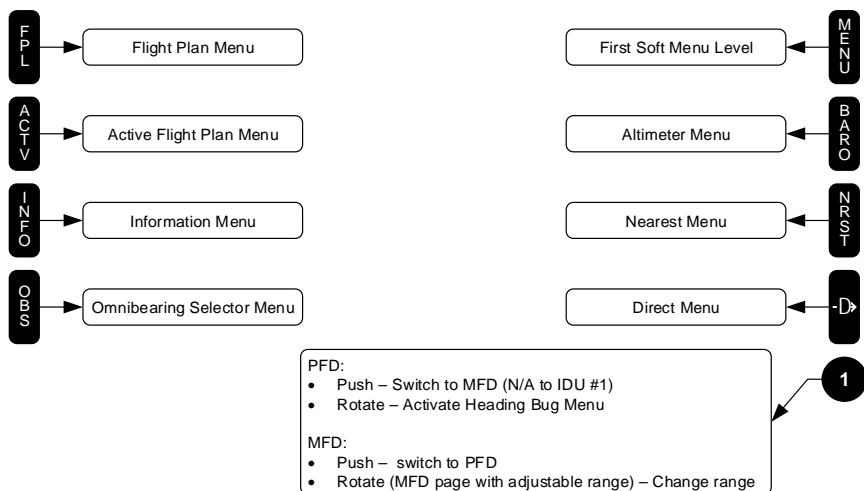 FPL
Flight Plan Menu
First Soft Menu Level
MENU
ACTV
Active Flight Plan Menu
Altimeter Menu
BARO
INFO
Information Menu
Nearest Menu
NRST
OBS
Omnibearing Selector Menu
Direct Menu
-D→
PFD:
• Push – Switch to MFD (N/A to IDU #1)
• Rotate – Activate Heading Bug Menu
1
MFD:
• Push – switch to PFD
• Rotate (MFD page with adjustable range) – Change range